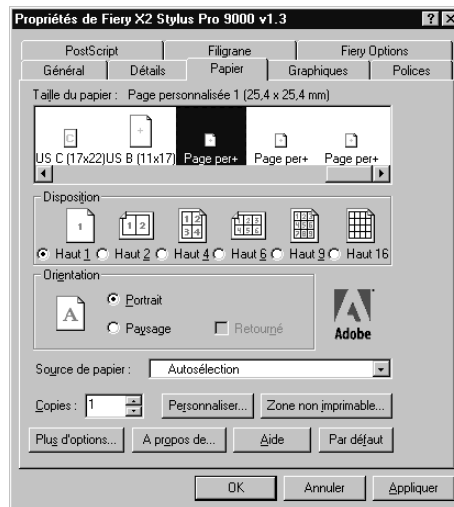 Propriétés de Fiery X2 Stylus Pro 9000 v1.3
PostScript Filigrane Fiery Options
Général Détails Papier Graphiques Polices
Taille du papier : Page personnalisée 1 (25,4 x 25,4 mm)
US C (17x22) US B (11x17) Page per+ Page per+ Page per+
Disposition
Haut 1 Haut 2 Haut 4 Haut 6 Haut 9 Haut 16
Orientation
Portrait
Paysage Retourné
Adobe
Source de papier : Autosélection
Copies : 1 Personnaliser... Zone non imprimable...
Plus d'options... A propos de... Aide Par défaut
OK Annuler Appliquer